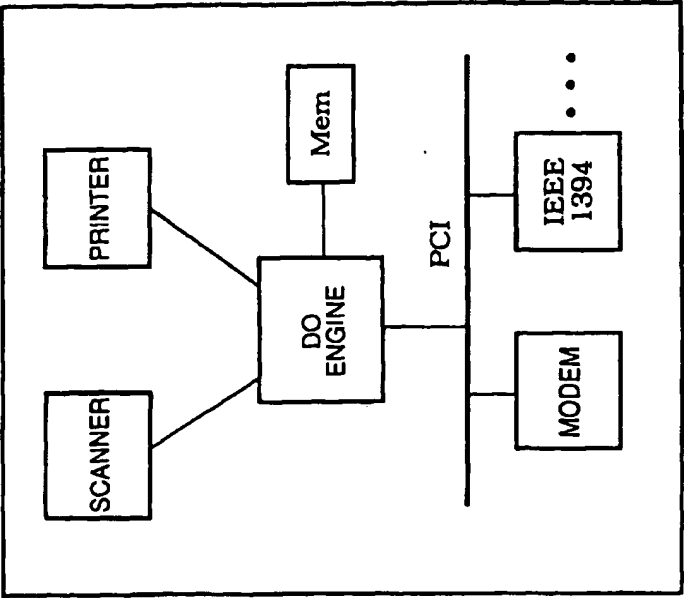 SCANNER
PRINTER
DO
ENGINE
Mem
PCI
MODEM
IEEE
1394